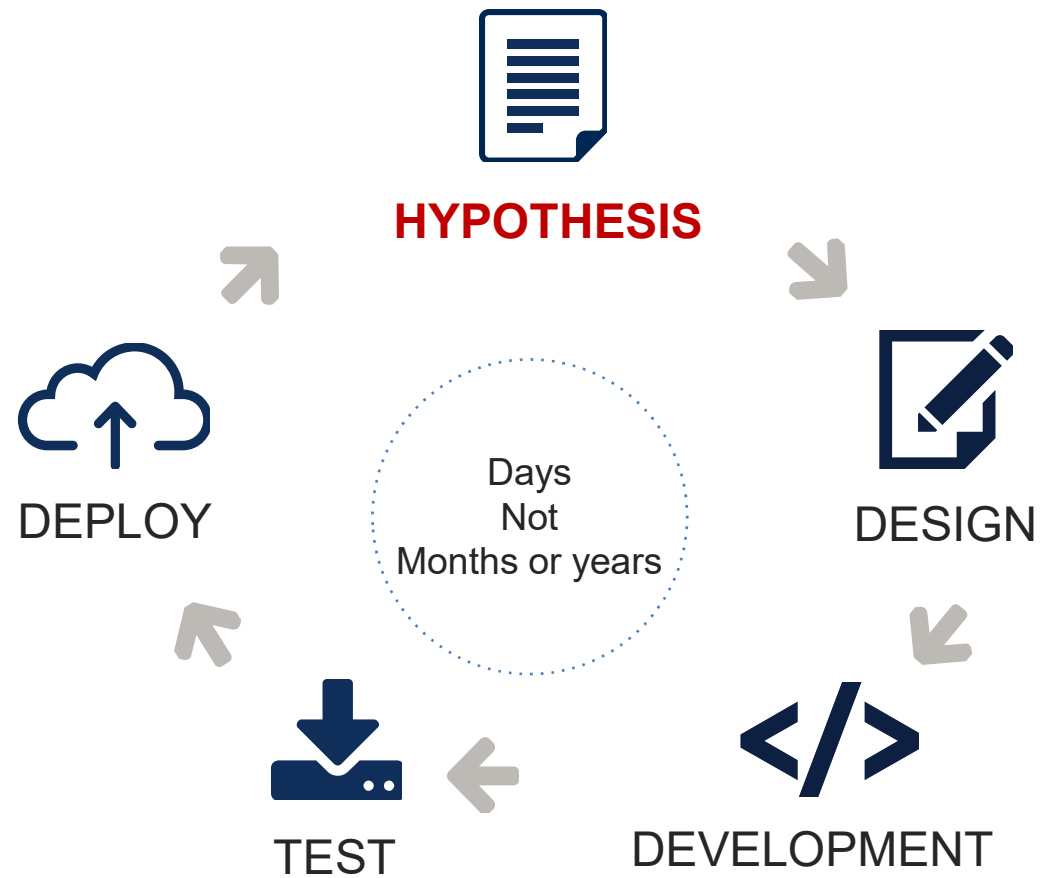 HYPOTHESIS
DEPLOY
Days
Not
Months or years
DESIGN
TEST
DEVELOPMENT